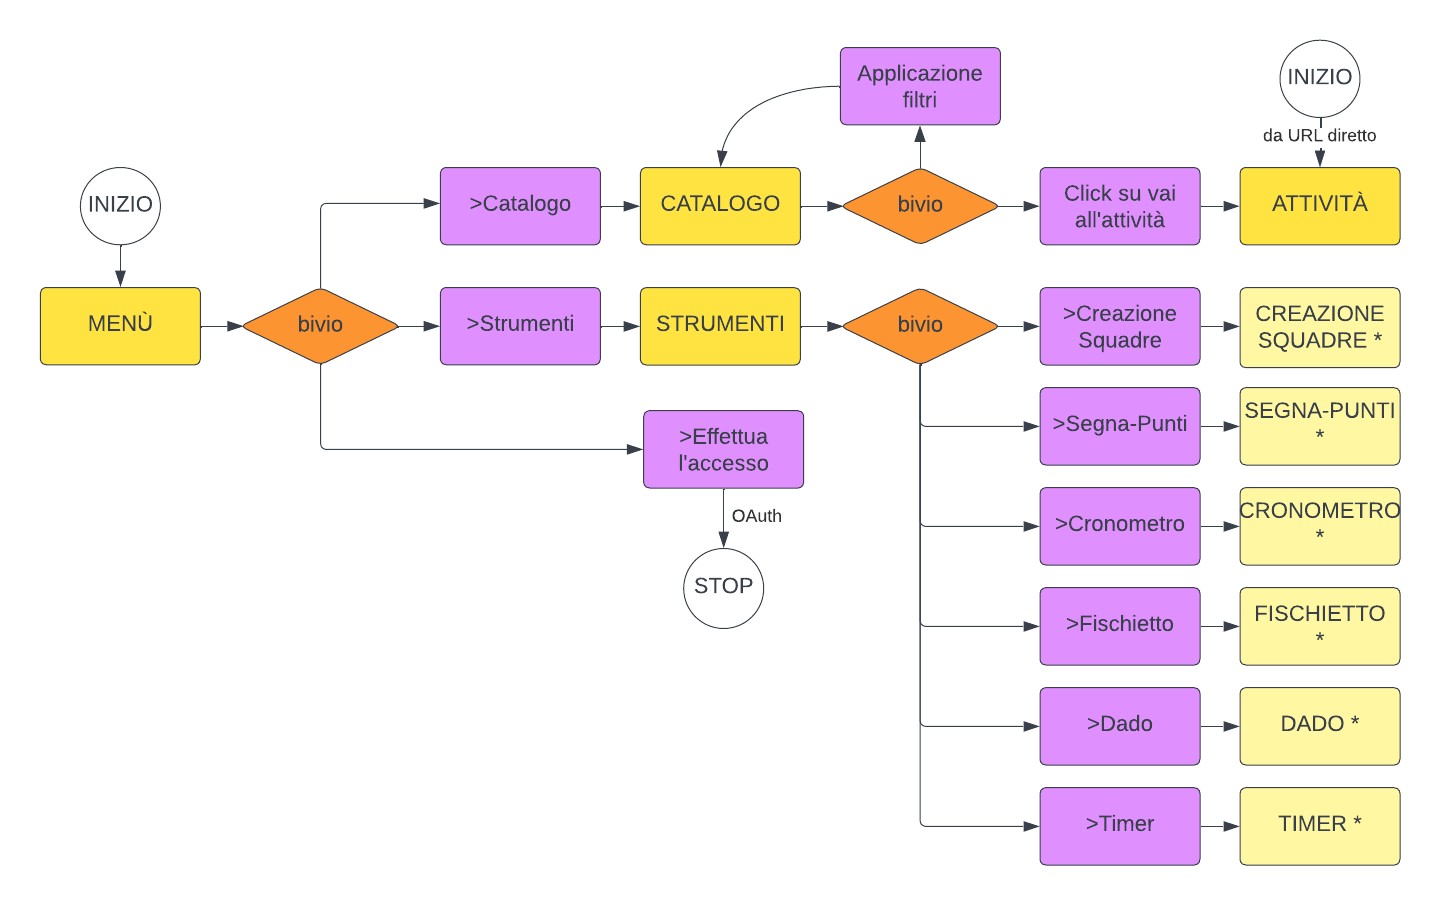 Applicazione
filtri
INIZIO
da URL diretto
INIZIO
>Catalogo
CATALOGO
bivio
Click su vai
all'attività
ATTIVITÀ
MENÙ
bivio
>Strumenti
STRUMENTI
bivio
>Creazione
Squadre
CREAZIONE
SQUADRE *
>Effettua
l'accesso
OAuth
STOP
>Segna-Punti
SEGNA-PUNTI
*
>Cronometro
CRONOMETRO
*
>Fischietto
FISCHIETTO
*
>Dado
DADO *
>Timer
TIMER *